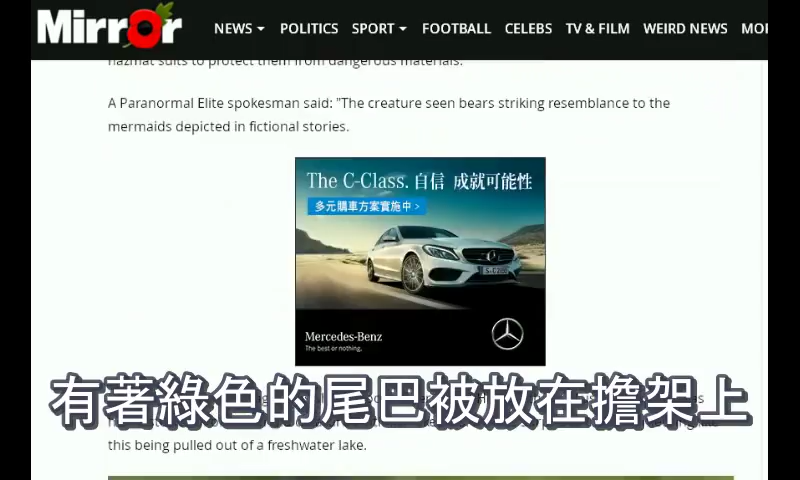 Mirror
NEWS POLITICS SPORT FOOTBALL CELEBS TV & FILM WEIRD NEWS
hazmat suits to protect them from dangerous materials.
A Paranormal Elite spokesman said: "The creature seen bears striking resemblance to the
mermaids depicted in fictional stories.
The C-Class. 自信 成就可能性
多元購車方案實施中 >
Mercedes-Benz
The best or nothing.
有著綠色的尾巴被放在擔架上
this being pulled out of a freshwater lake.